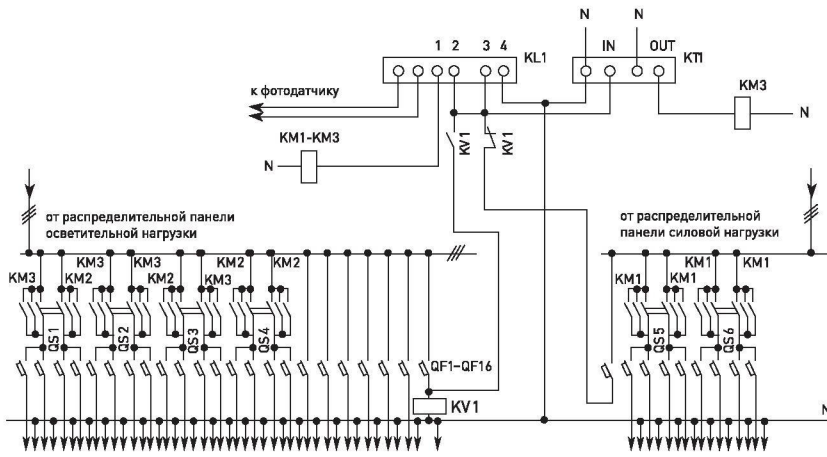 N N
1 2 3 4 KL1 IN OUT KT1
к фотодатчику
KM3
N
KM1-KM3
N
KV1 KV1
от распределительной панели
осветительной нагрузки
от распределительной
панели силовой нагрузки
KM3 KM3 KM3 KM2 KM2
KM3 KM2 KM2 KM3
KM1 KM1 KM1
KM1
QS1 QS2 QS3 QS4 QS5 QS6
QF1-QF16
KV1
N